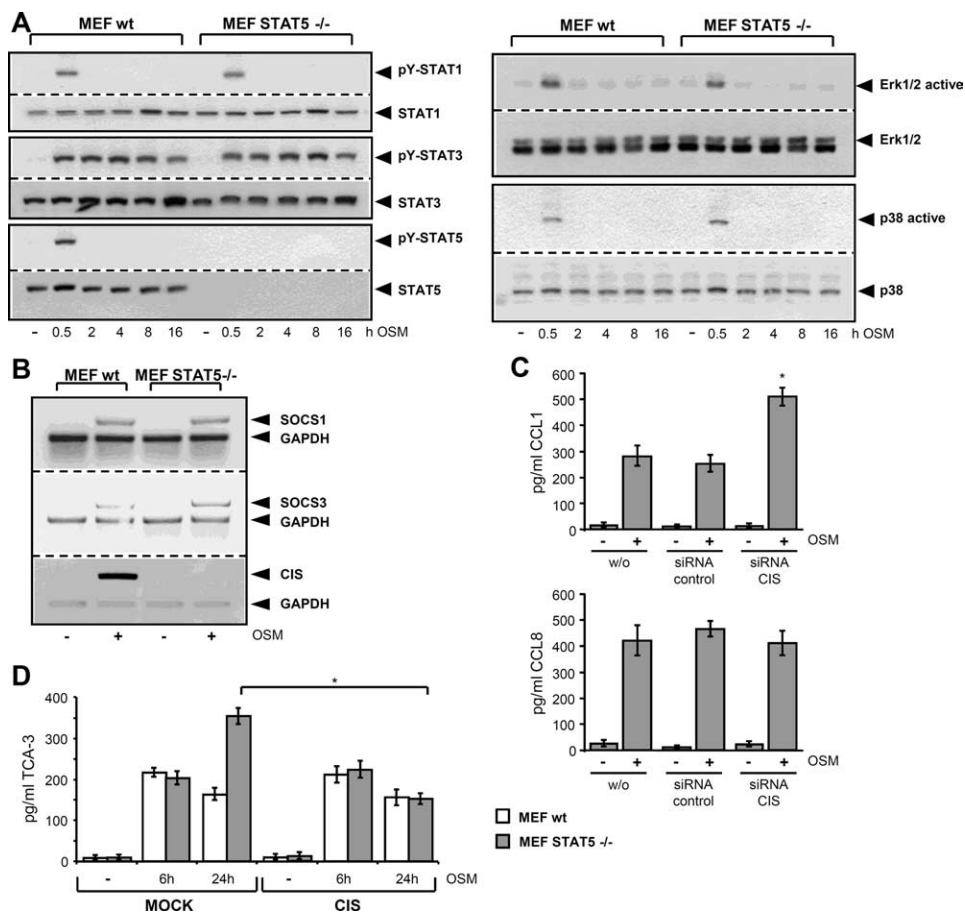 A
MEF wt MEF STAT5 -/-
pY-STAT1
STAT1
pY-STAT3
STAT3
pY-STAT5
STAT5
- 0.5 2 4 8 16 - 0.5 2 4 8 16 h OSM
MEF wt MEF STAT5 -/-
Erk1/2 active
Erk1/2
p38 active
p38
- 0.5 2 4 8 16 - 0.5 2 4 8 16 h OSM
B
MEF wt MEF STAT5-/-
SOCS1
GAPDH
SOCS3
GAPDH
CIS
GAPDH
- + - + OSM
C
pg/ml CCL1
600
500
400
300
200
100
0
*
- + - + - + OSM
w/o siRNA control siRNA CIS
pg/ml CCL8
600
500
400
300
200
100
0
- + - + - + OSM
w/o siRNA control siRNA CIS
D
pg/ml TCA-3
400
300
200
100
0
*
- 6h 24h - 6h 24h OSM
MOCK CIS
MEF wt
MEF STAT5 -/-